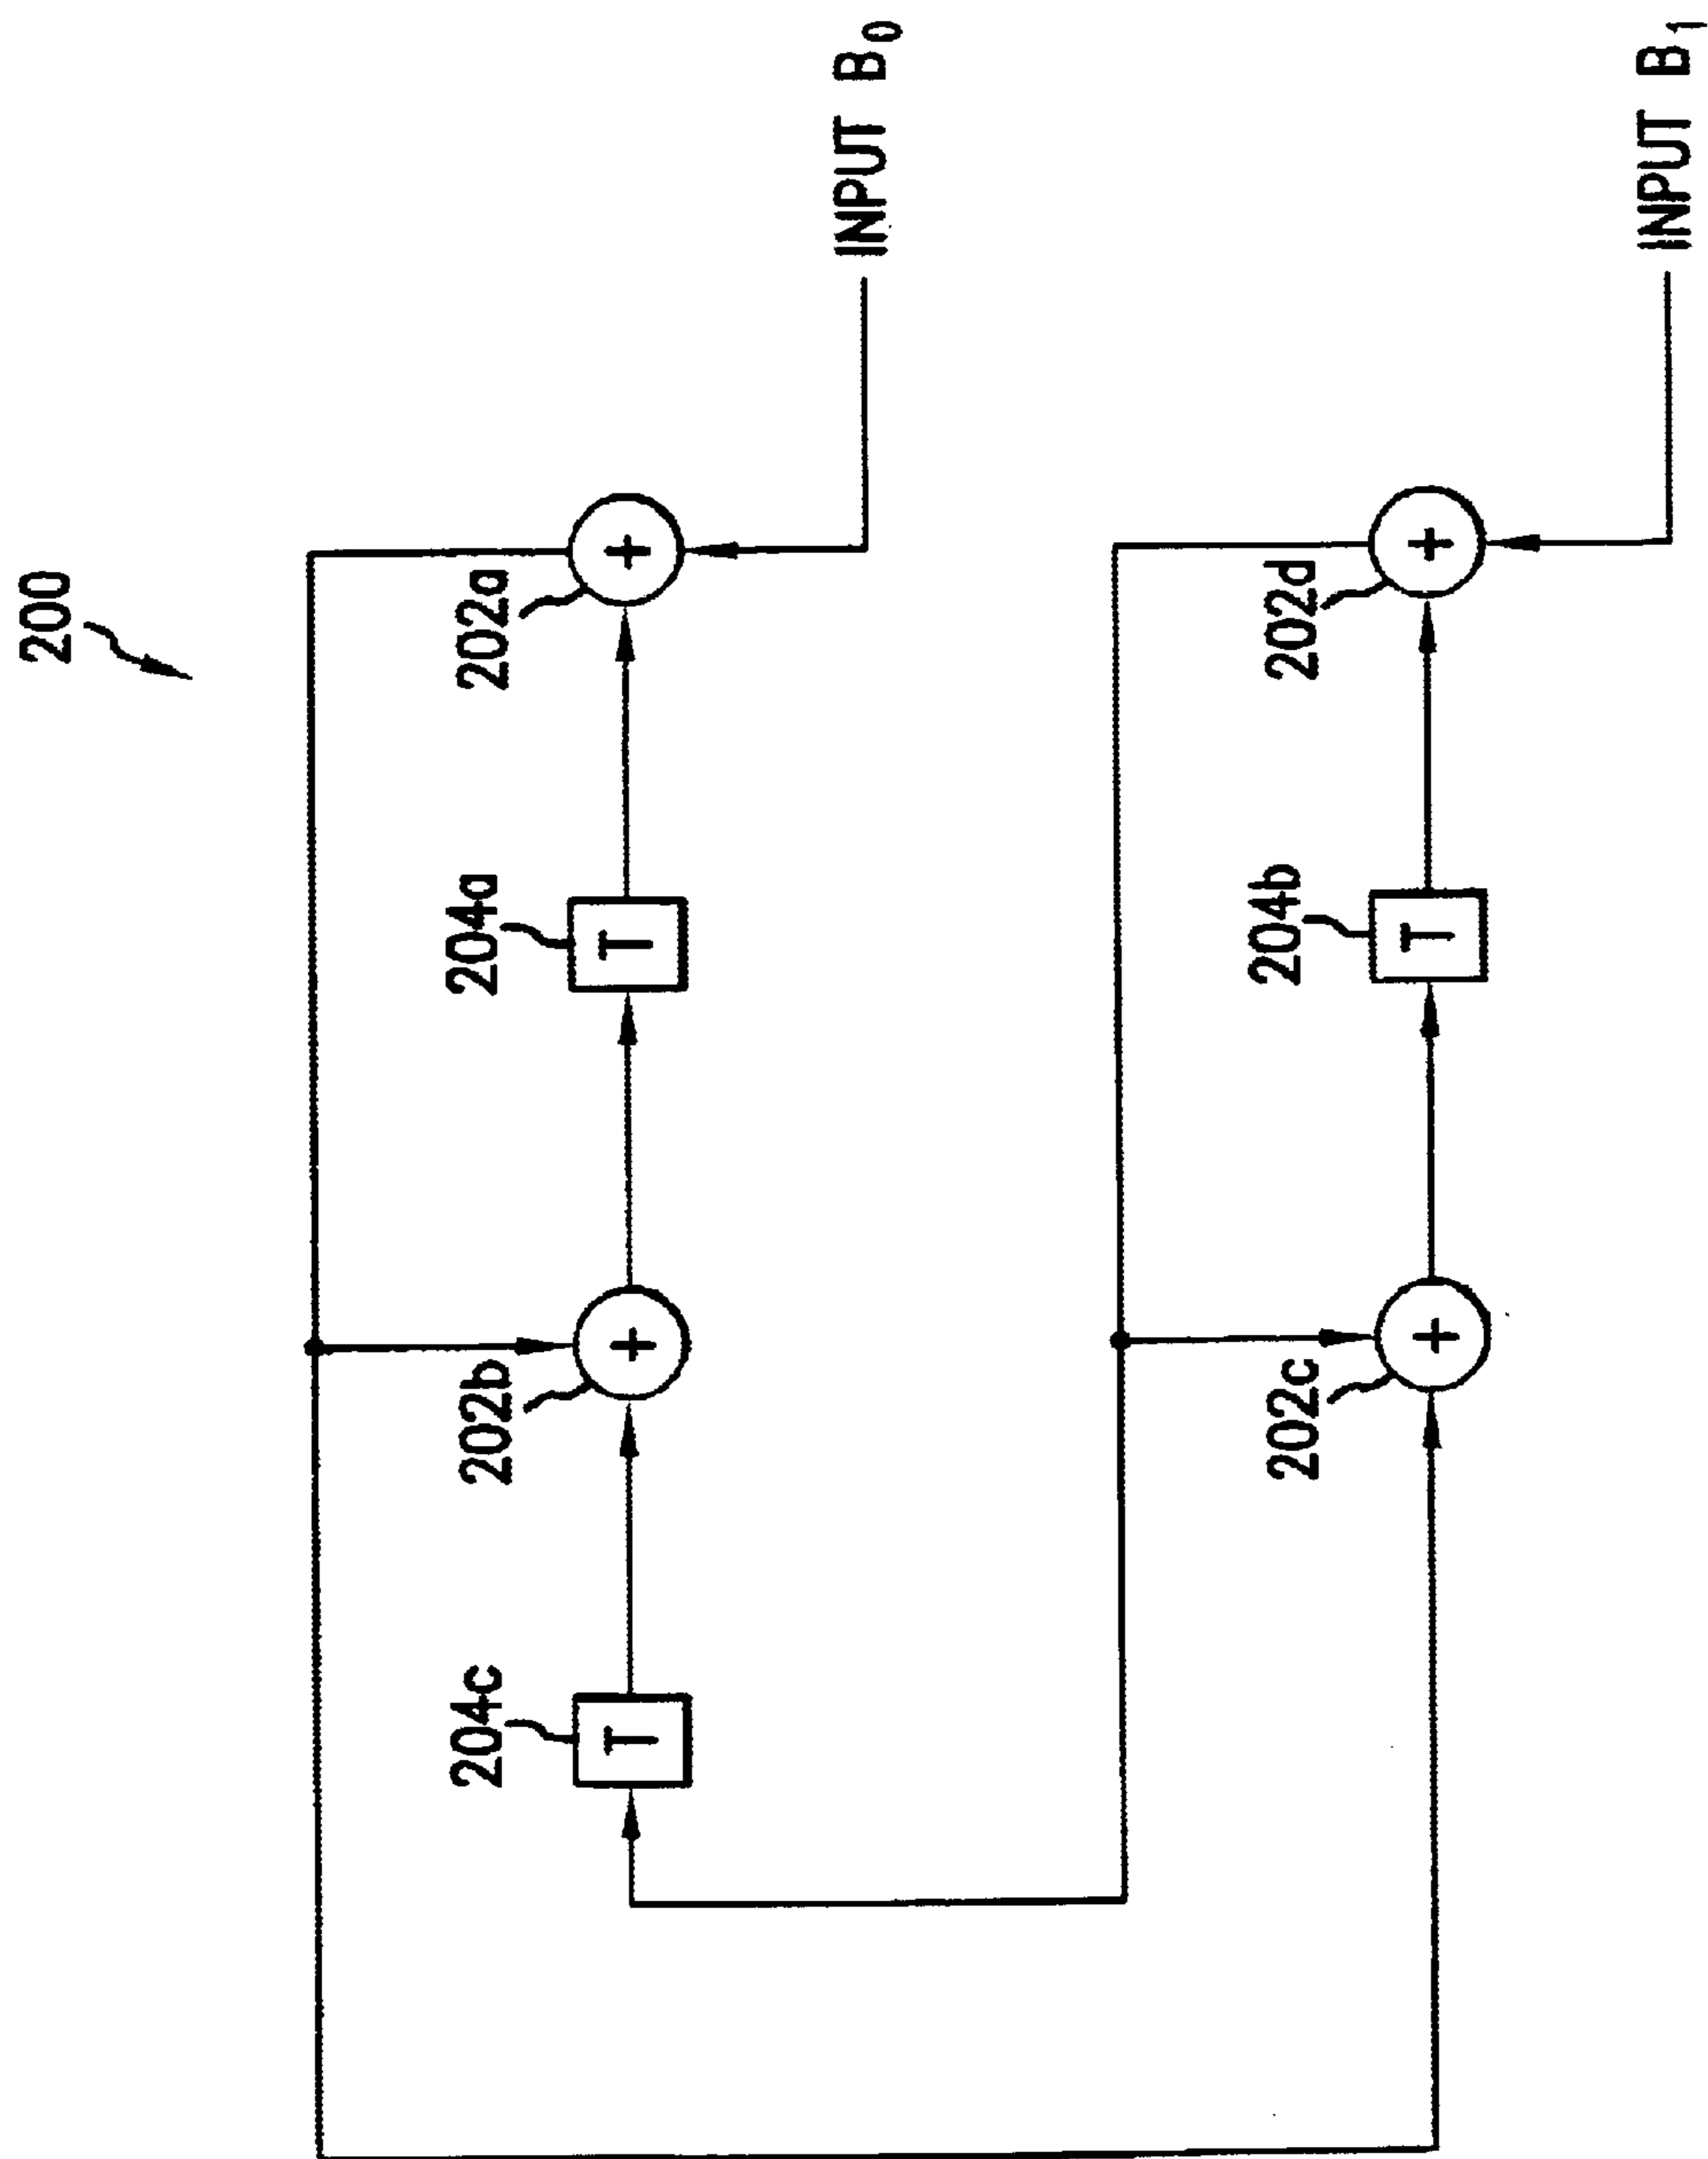 200
204c 202b 204a 202a
T + T +
INPUT B₀
202c 204b 202d
+ T +
INPUT B₁